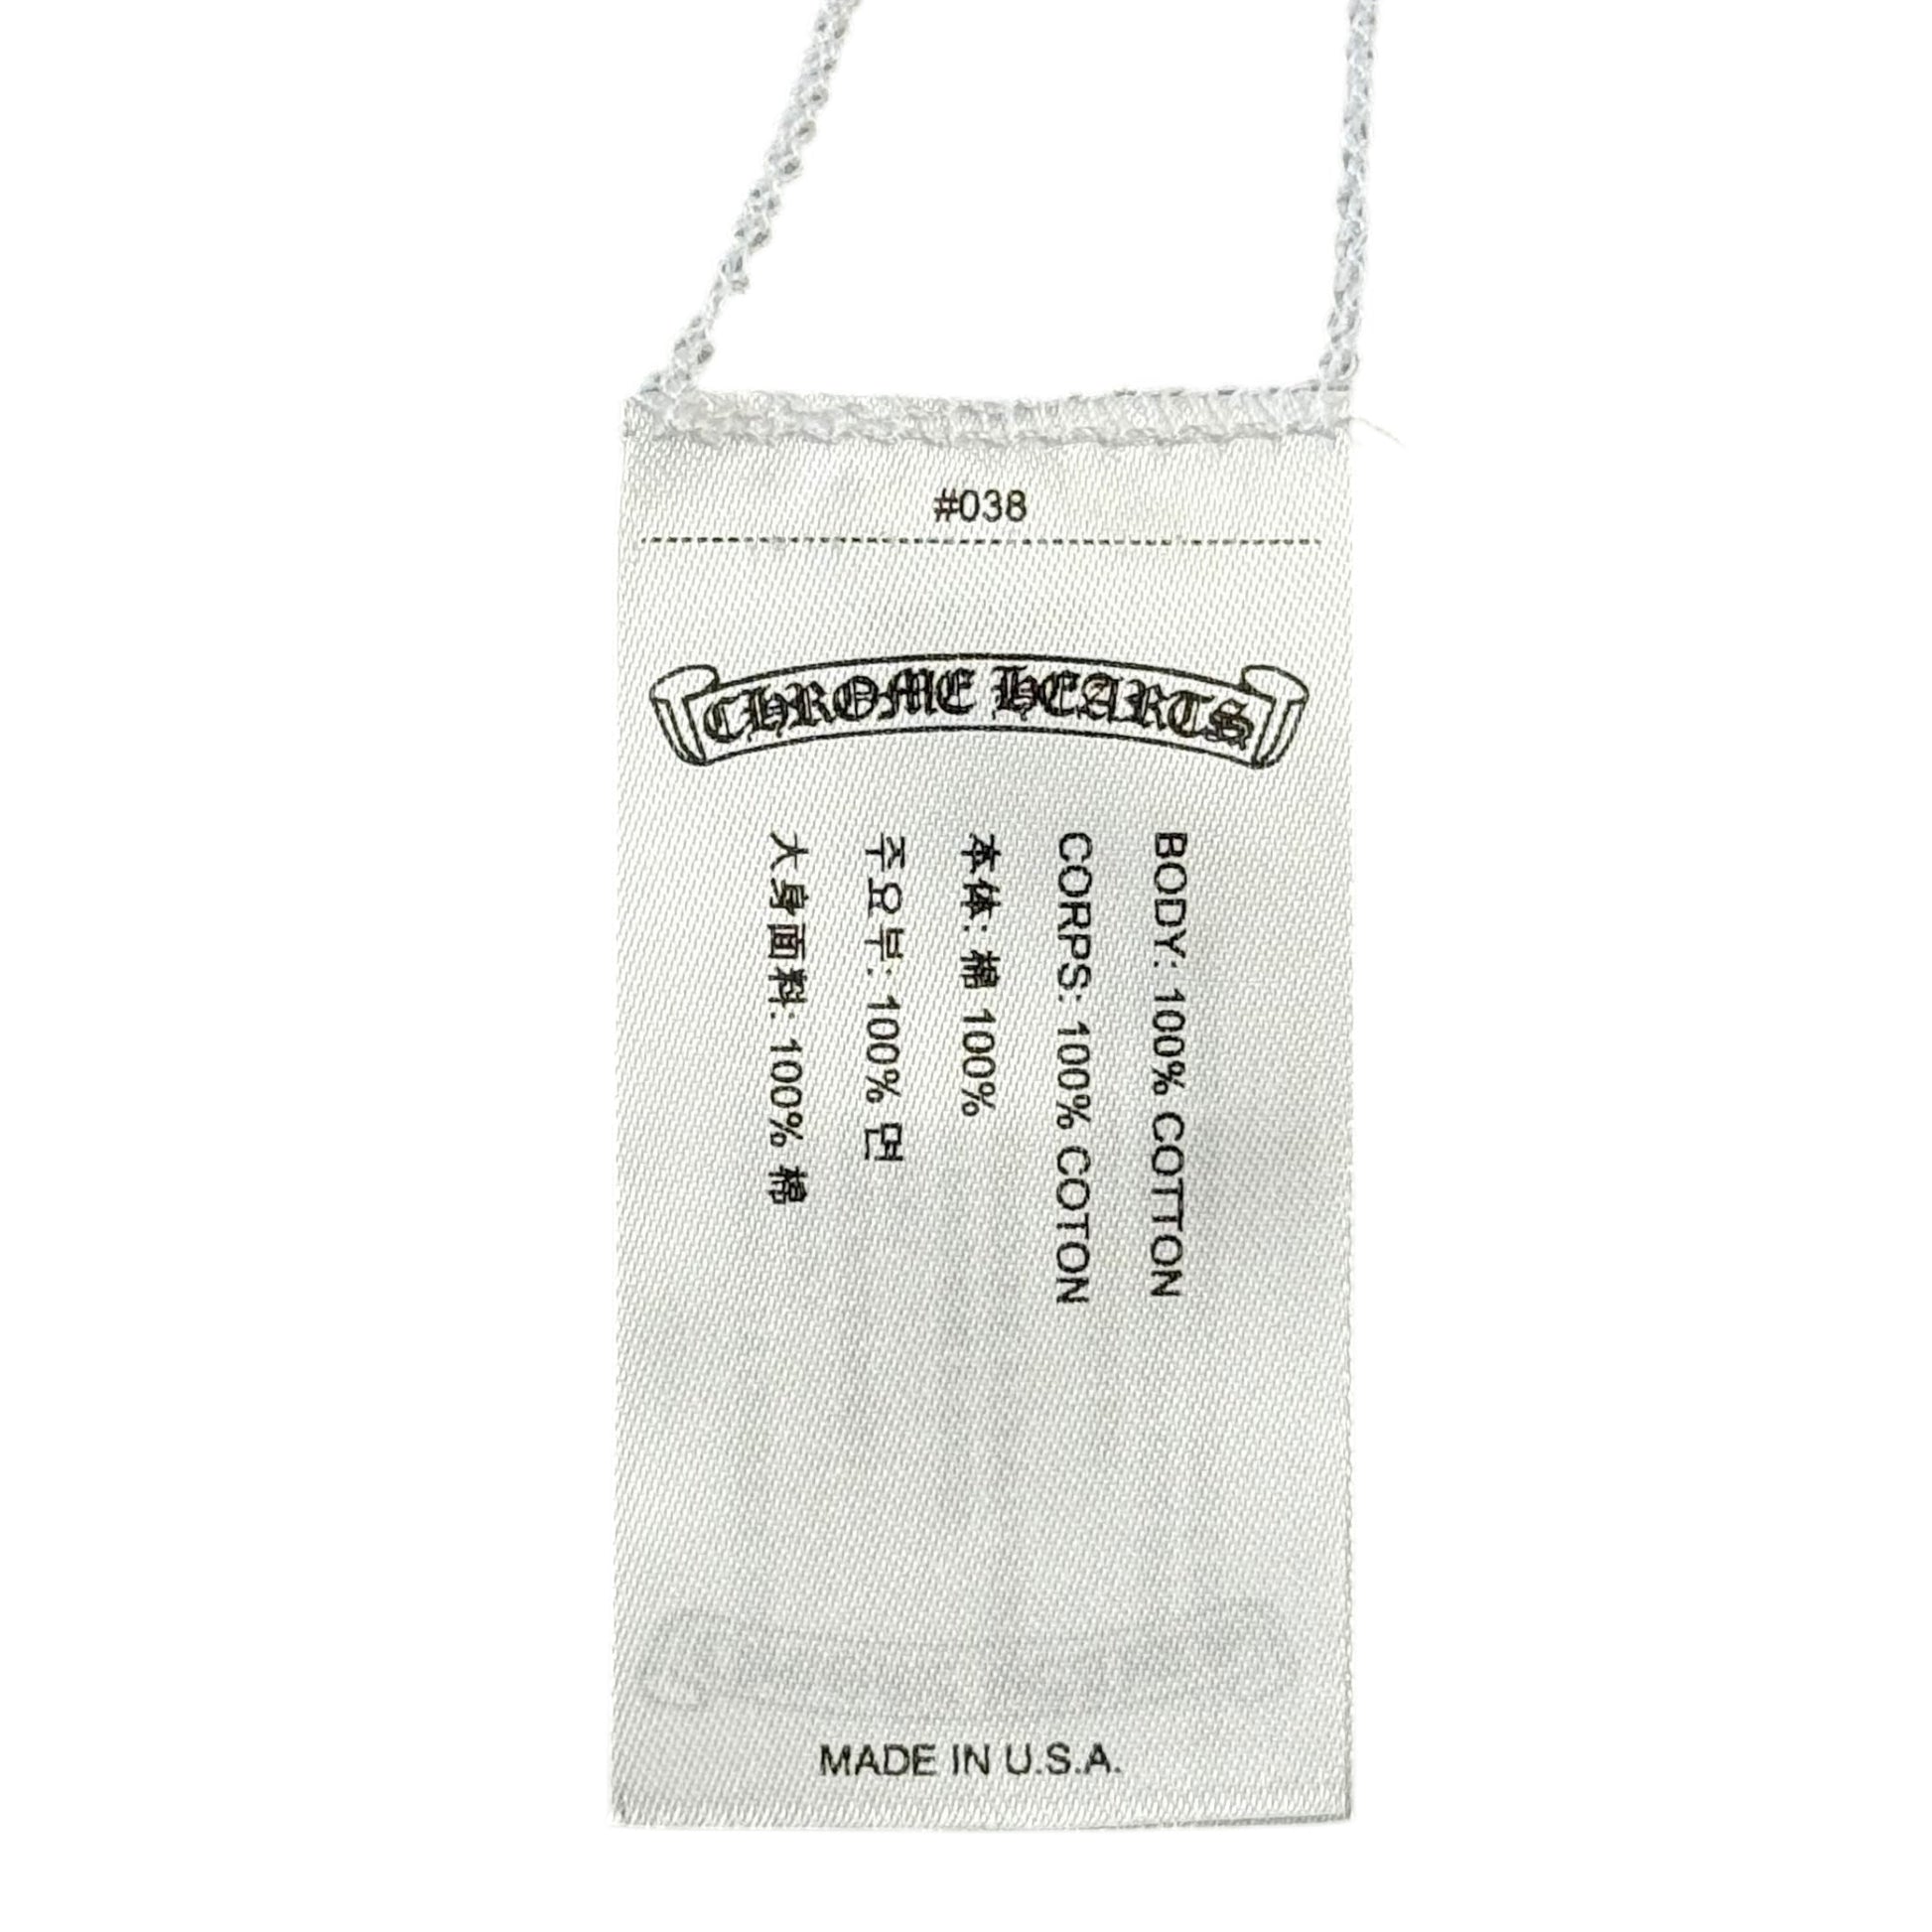 #038
CHROME HEARTS
BODY: 100% COTTON
CORPS: 100% COTON
本体: 棉 100%
주요부: 100% 면
大身面料: 100% 棉
MADE IN U.S.A.